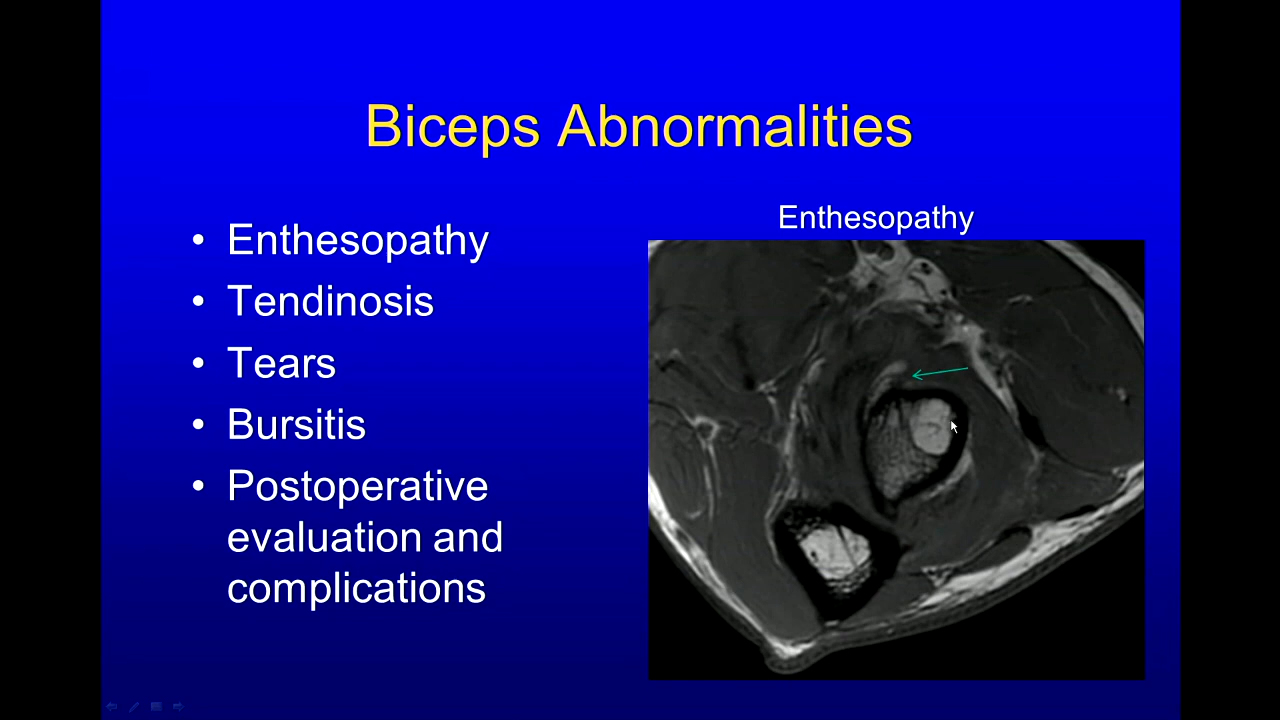 Biceps Abnormalities
• Enthesopathy
• Tendinosis
• Tears
• Bursitis
• Postoperative
evaluation and
complications
Enthesopathy